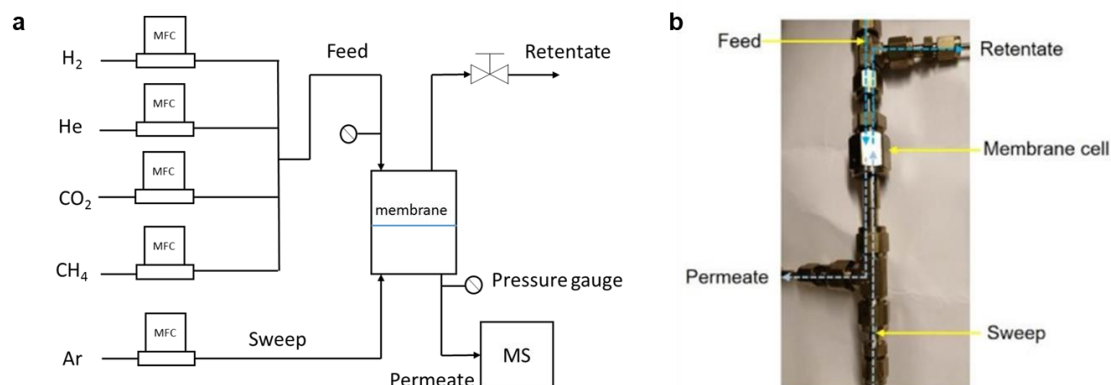 a
MFC
H2
MFC
He
MFC
CO2
MFC
CH4
MFC
Ar
Feed
Retentate
membrane
Pressure gauge
Sweep
MS
Permeate
b
Feed
Retentate
Membrane cell
Permeate
Sweep